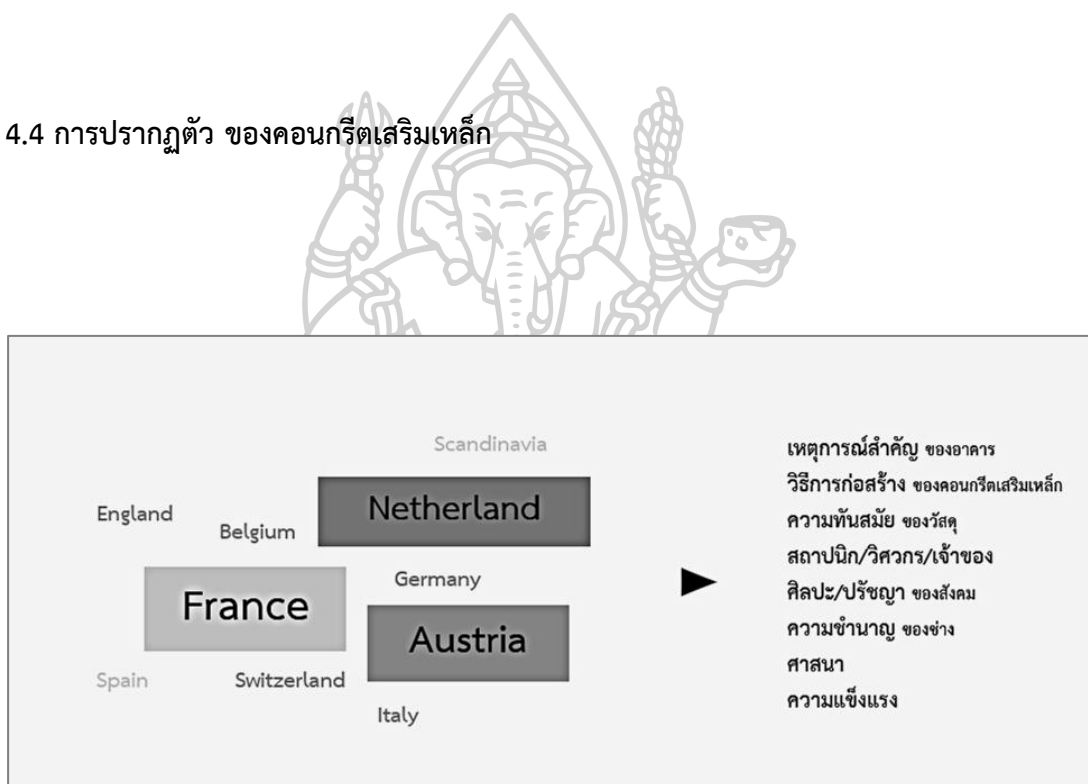 4.4 การปรากฏตัว ของคอนกรีตเสริมเหล็ก
Scandinavia
Netherland
England
Belgium
Germany
France
Austria
Spain
Switzerland
Italy
เหตุการณ์สำคัญ ของอาคาร
วิธีการก่อสร้าง ของคอนกรีตเสริมเหล็ก
ความทันสมัย ของวัสดุ
สถาปนิก/วิศวกร/เจ้าของ
ศิลปะ/ปรัชญา ของสังคม
ความชำนาญ ของช่าง
ศาสนา
ความแข็งแรง